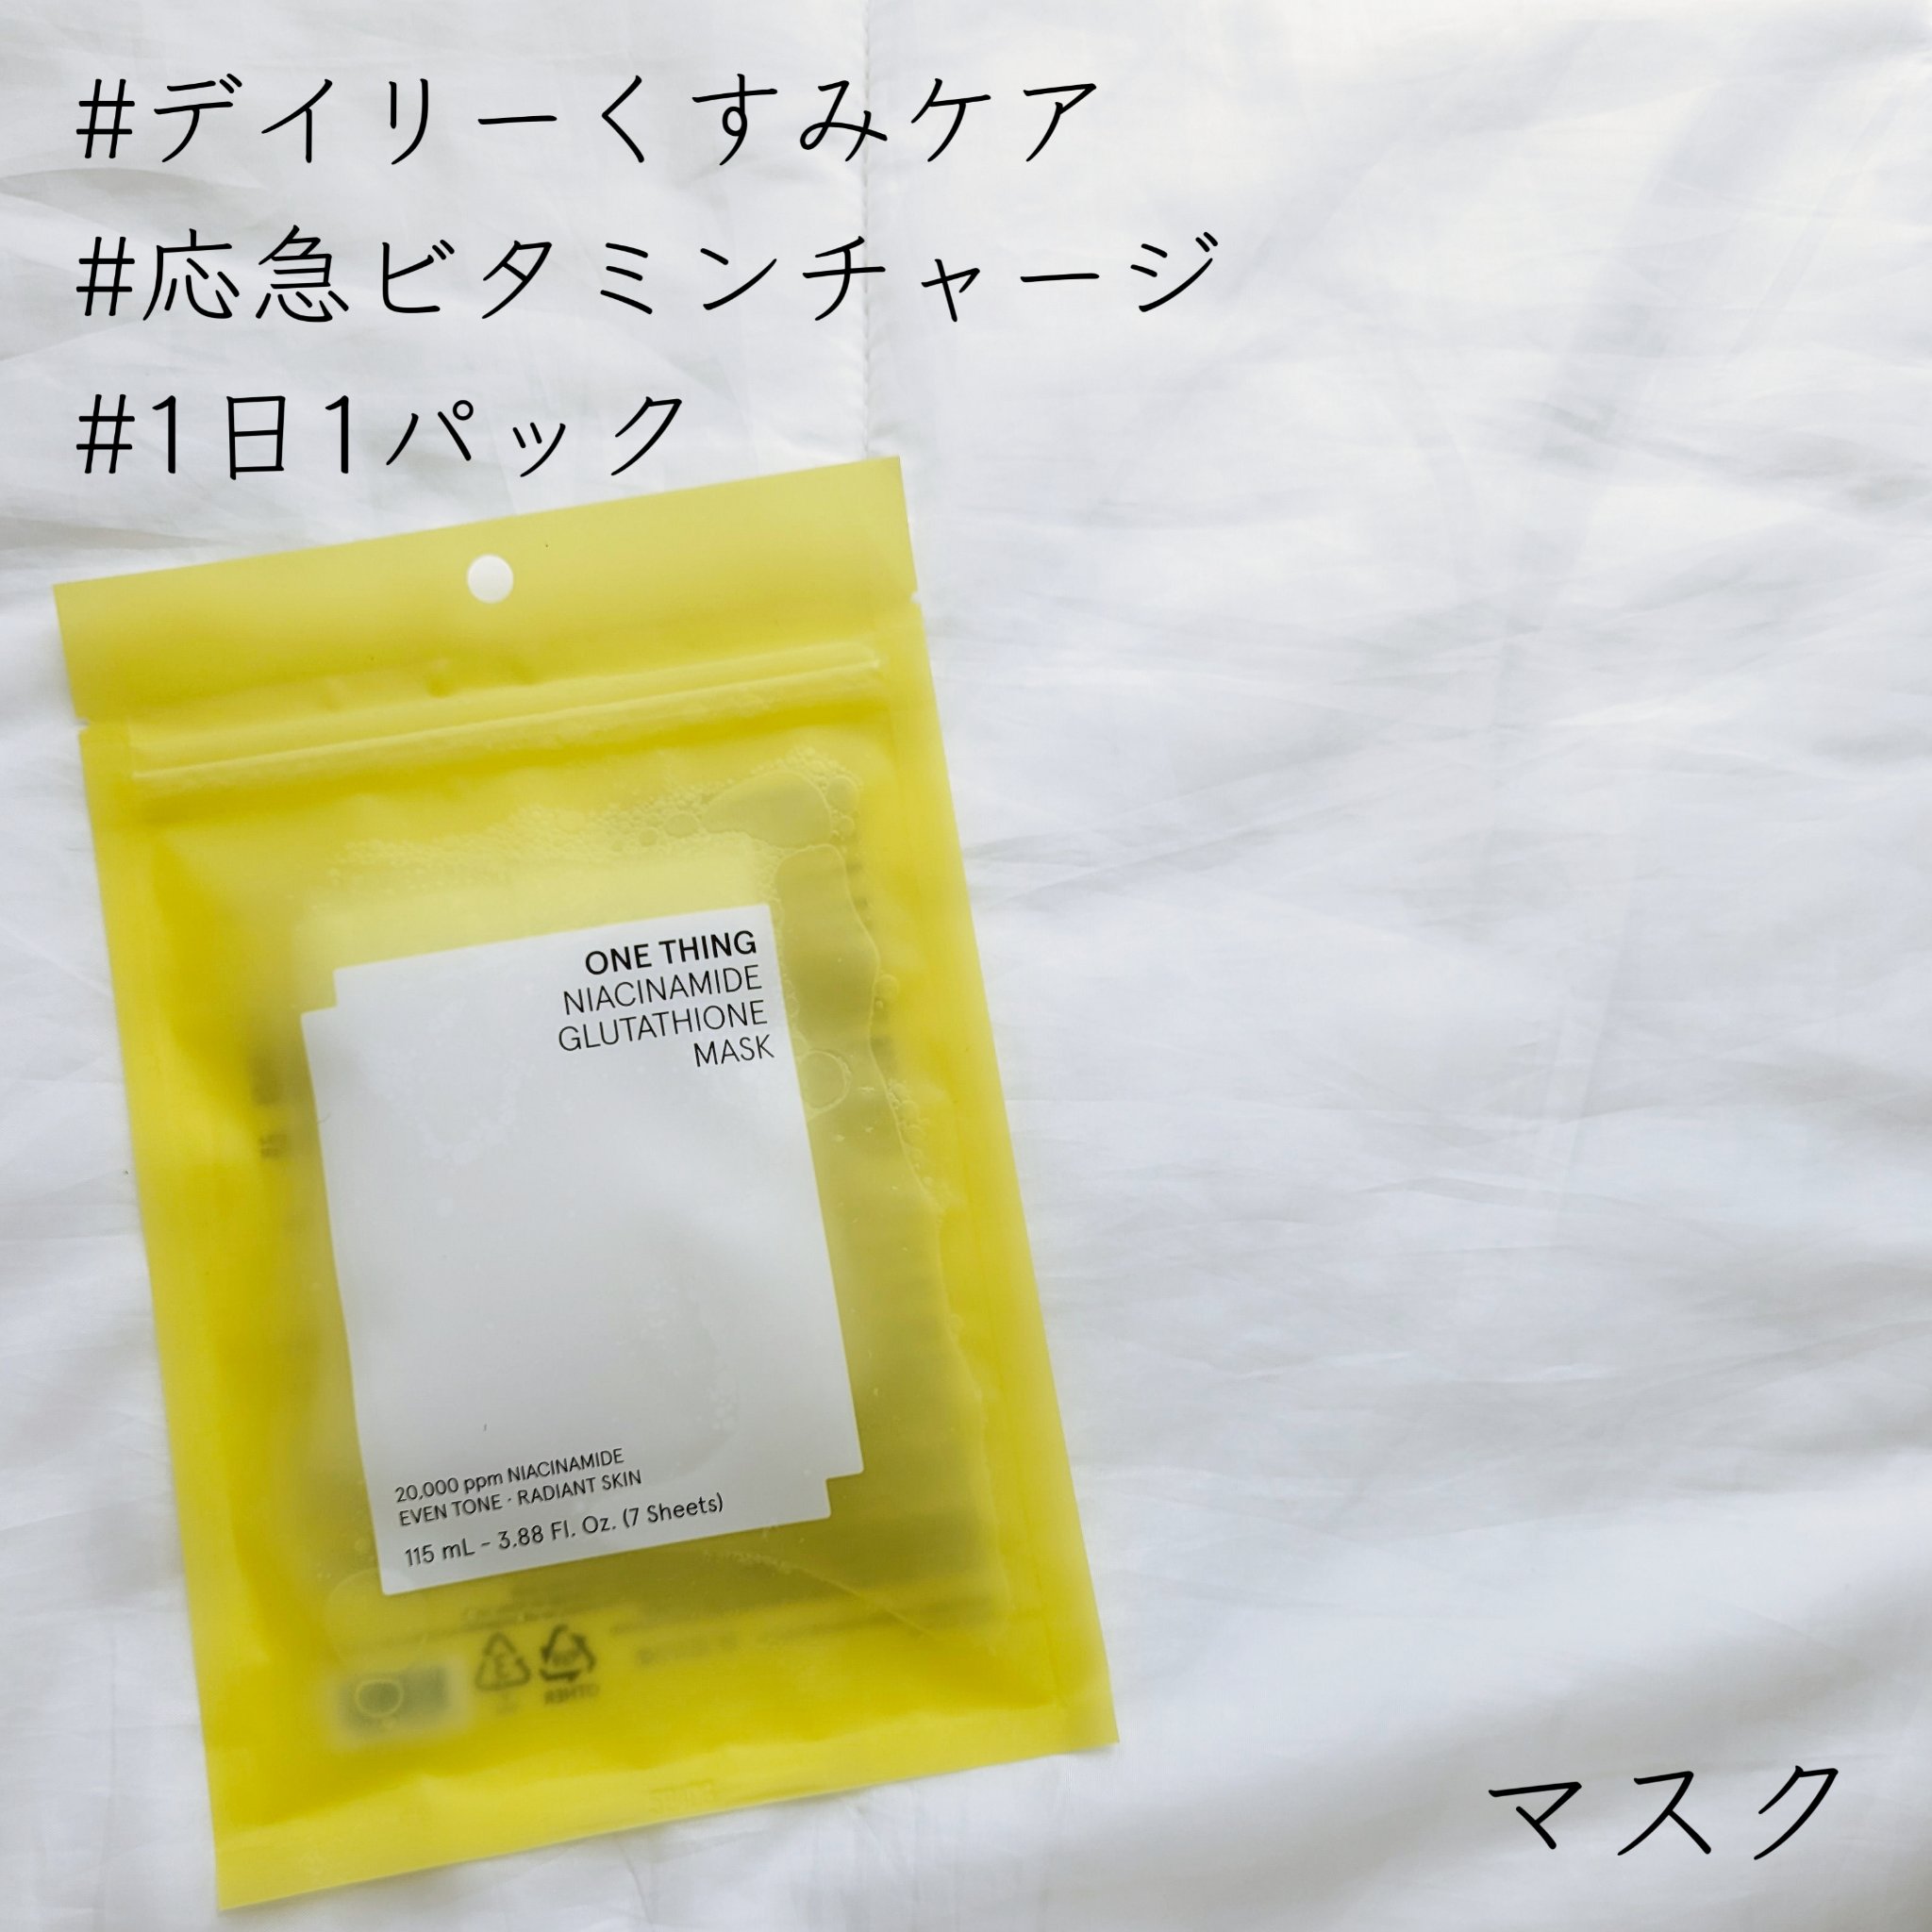 #デイリーくすみケア
#応急ビタミンチャージ
#1日1パック
ONE THING
NIACINAMIDE
GLUTATHIONE
MASK
20,000 ppm NIACINAMIDE
EVEN TONE · RADIANT SKIN
115 mL – 3.88 Fl. Oz. (7 Sheets)
マスク